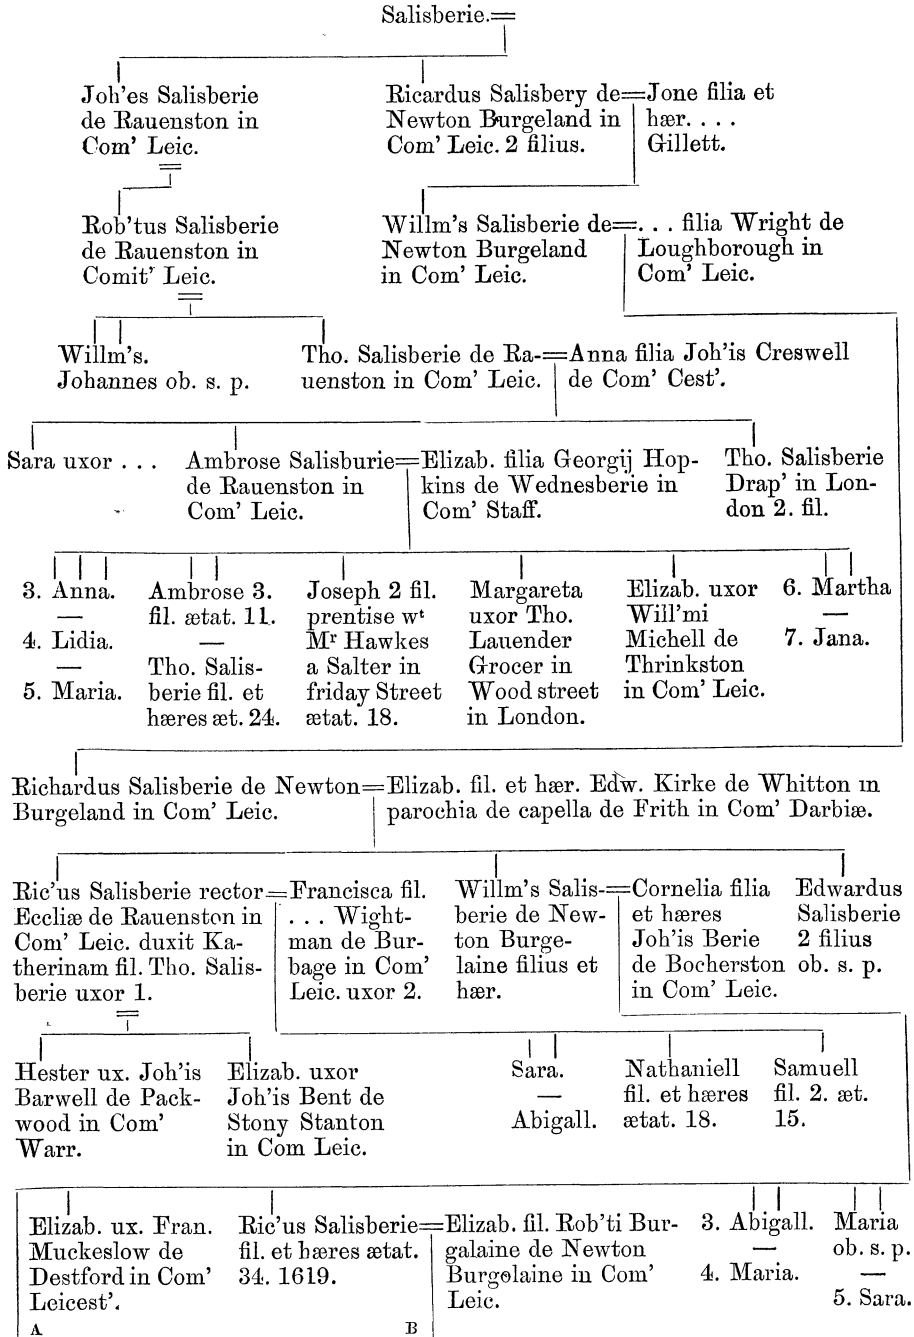 Salisberie.=
Joh'es Salisberie
de Rauenston in
Com' Leic.
Ricardus Salisbery de=Jone filia et
Newton Burgeland in hær. . . .
Com' Leic. 2 filius. Gillett.
Rob'tus Salisberie
de Rauenston in
Comit' Leic.
Willm's Salisberie de=. . . filia Wright de
Newton Burgeland Loughborough in
in Com' Leic. Com' Leic.
Willm's.
Johannes ob. s. p.
Tho. Salisberie de Ra-=Anna filia Joh'is Creswell
uenston in Com' Leic. de Com' Cest'.
Sara uxor . . .
Ambrose Salisburie=Elizab. filia Georgij Hop-
de Rauenston in kins de Wednesberie in
Com' Leic. Com' Staff.
Tho. Salisberie
Drap' in Lon-
don 2. fil.
3. Anna.
—
4. Lidia.
—
5. Maria.
Ambrose 3.
fil. ætat. 11.
—
Tho. Salis-
berie fil. et
hæres æt. 24.
Joseph 2 fil.
prentise wt
Mr Hawkes
a Salter in
friday Street
ætat. 18.
Margareta
uxor Tho.
Lauender
Grocer in
Wood street
in London.
Elizab. uxor
Will'mi
Michell de
Thrinkston
in Com' Leic.
6. Martha
—
7. Jana.
Richardus Salisberie de Newton=Elizab. fil. et hær. Edw. Kirke de Whitton in
Burgeland in Com' Leic. parochia de capella de Frith in Com' Darbiæ.
Ric'us Salisberie rector=Francisca fil.
Eccliæ de Rauenston in . . . Wight-
Com' Leic. duxit Ka- man de Bur-
therinam fil. Tho. Salis- bage in Com'
berie uxor 1. Leic. uxor 2.
Willm's Salis-=Cornelia filia
berie de New- et hæres
ton Burge- Joh'is Berie
laine filius et de Bocherston
hær. in Com' Leic.
Edwardus
Salisberie
2 filius
ob. s. p.
Hester ux. Joh'is
Barwell de Pack-
wood in Com'
Warr.
Elizab. uxor
Joh'is Bent de
Stony Stanton
in Com Leic.
Sara.
—
Abigall.
Nathaniell
fil. et hæres
ætat. 18.
Samuell
fil. 2. æt.
15.
Elizab. ux. Fran.
Muckeslow de
Destford in Com'
Leicest'.
Ric'us Salisberie=Elizab. fil. Rob'ti Bur-
fil. et hæres ætat. galaine de Newton
34. 1619. Burgelaine in Com'
Leic.
3. Abigall.
—
4. Maria.
Maria
ob. s. p.
—
5. Sara.
A B